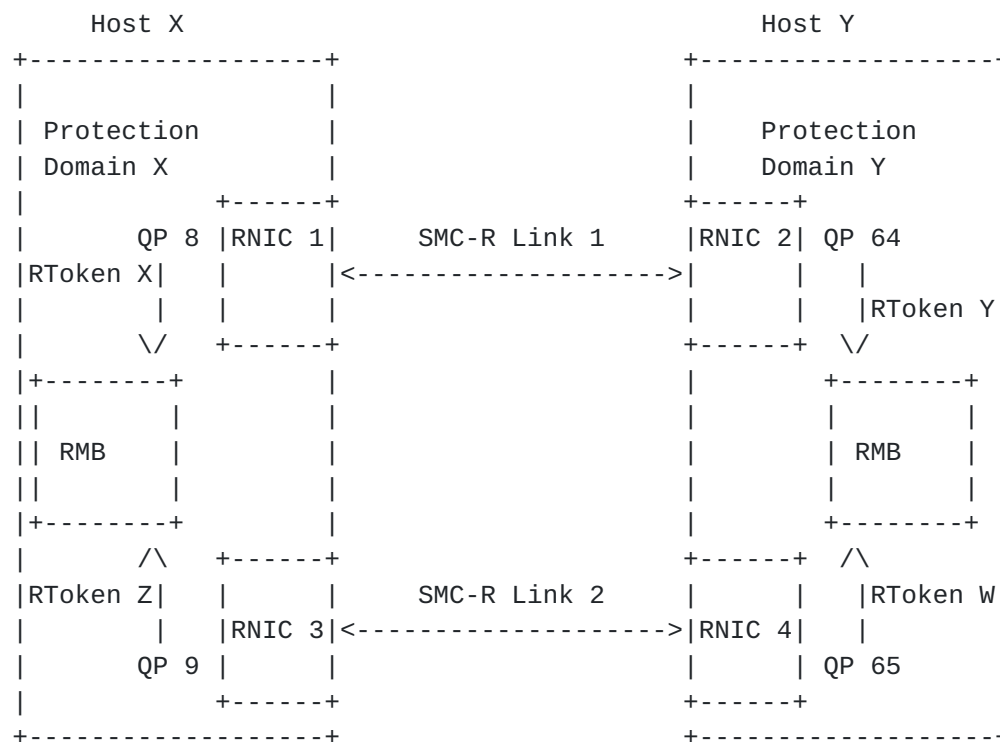 Host X Host Y
Protection Protection
Domain X Domain Y
QP 8 RNIC 1 SMC-R Link 1 RNIC 2 QP 64
RToken X
RToken Y
RMB RMB
RToken Z SMC-R Link 2 RToken W
RNIC 3 RNIC 4
QP 9 QP 65